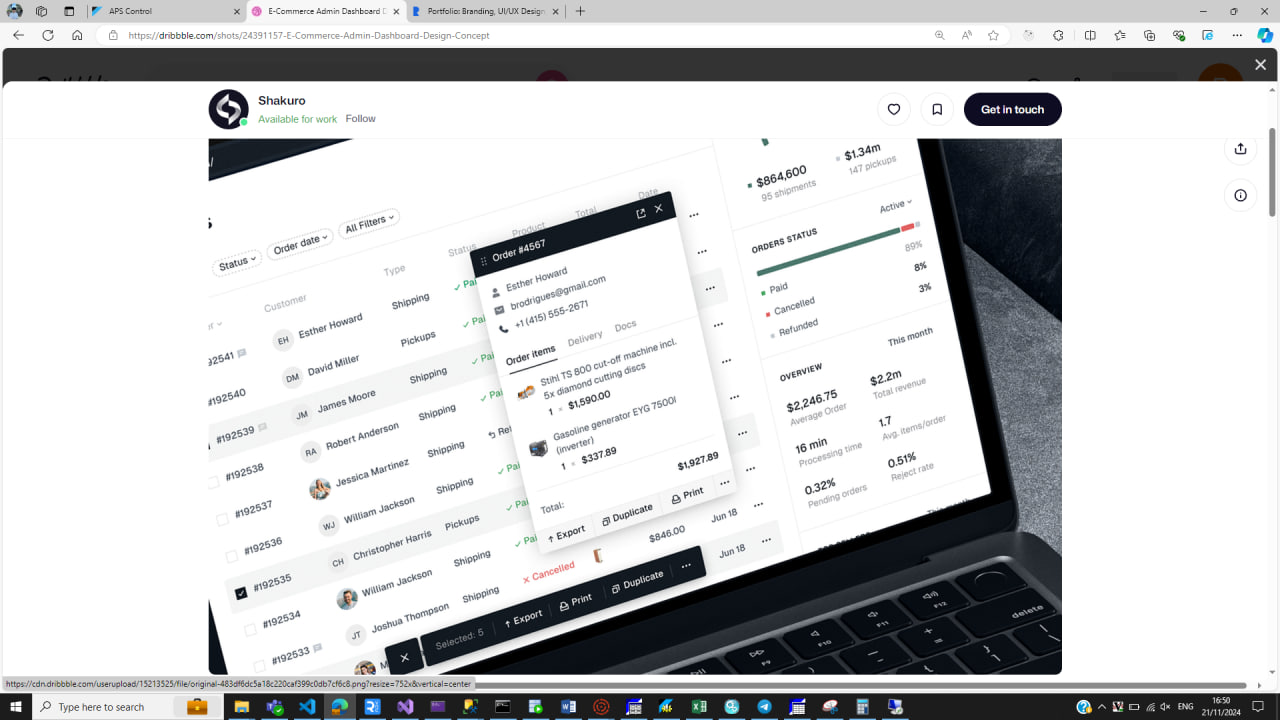 APS Control
E-Commerce Admin Dashboard D
Portfolio: Branding, UI/UX Design
https://dribbble.com/shots/24391157-E-Commerce-Admin-Dashboard-Design-Concept
Shakuro
Available for work Follow
Get in touch
Status
Order date
All Filters
Customer
Type
Status
Product
Total
Date
#192541
EH Esther Howard Shipping
#192540
DM David Miller Pickups
#192539
JM James Moore Shipping
#192538
RA Robert Anderson Shipping
#192537
Jessica Martinez Shipping
#192536
WJ William Jackson Shipping
#192535
CH Christopher Harris Pickups
#192534
William Jackson Shipping
Cancelled
$846.00
Jun 18
#192533
JT Joshua Thompson Shipping
Jun 18
Selected: 5
Export
Print
Duplicate
Order #4567
Esther Howard
brodrigues@gmail.com
+1 (415) 555-2671
Order items Delivery Docs
Stihl TS 800 cut-off machine incl.
5x diamond cutting discs
1 × $1,590.00
Gasoline generator EYG 7500I
(inverter)
1 × $337.89
Total: $1,927.89
Export Duplicate Print
$864,600
95 shipments
$1.34m
147 pickups
ORDERS STATUS Active
Paid 89%
Cancelled 8%
Refunded 3%
OVERVIEW This month
$2,246.75
Average Order
$2.2m
Total revenue
16 min
Processing time
1.7
Avg. items/order
0.32%
Pending orders
0.51%
Reject rate
This month
F9
F10
F11
F12
delete
https://cdn.dribbble.com/userupload/15213525/file/original-483df6dc5a18c220caf399c0db7cf6c8.png?resize=752x&vertical=center
Type here to search
ENG
16:50
21/11/2024